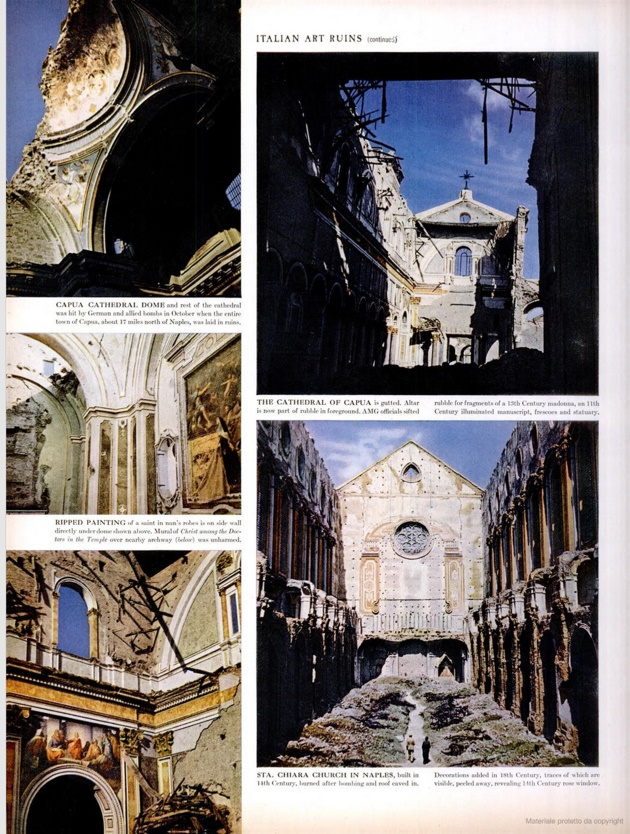 ITALIAN ART RUINS (continued)
CAPUA CATHEDRAL DOME and rest of the cathedral
was hit by German and allied bombs in October when the entire
town of Capua, about 17 miles north of Naples, was laid in ruins.
RIPPED PAINTING of a saint in nun's robes is on side wall
directly under dome shown above. Mural of Christ among the Doc-
tors in the Temple over nearby archway (below) was unharmed.
THE CATHEDRAL OF CAPUA is gutted. Altar
is now part of rubble in foreground. AMG officials sifted
rubble for fragments of a 13th Century madonna, an 11th
Century illuminated manuscript, frescoes and statuary.
STA. CHIARA CHURCH IN NAPLES, built in
14th Century, burned after bombing and roof caved in.
Decorations added in 18th Century, traces of which are
visible, peeled away, revealing 14th Century rose window.
Materiale protetto da copyright